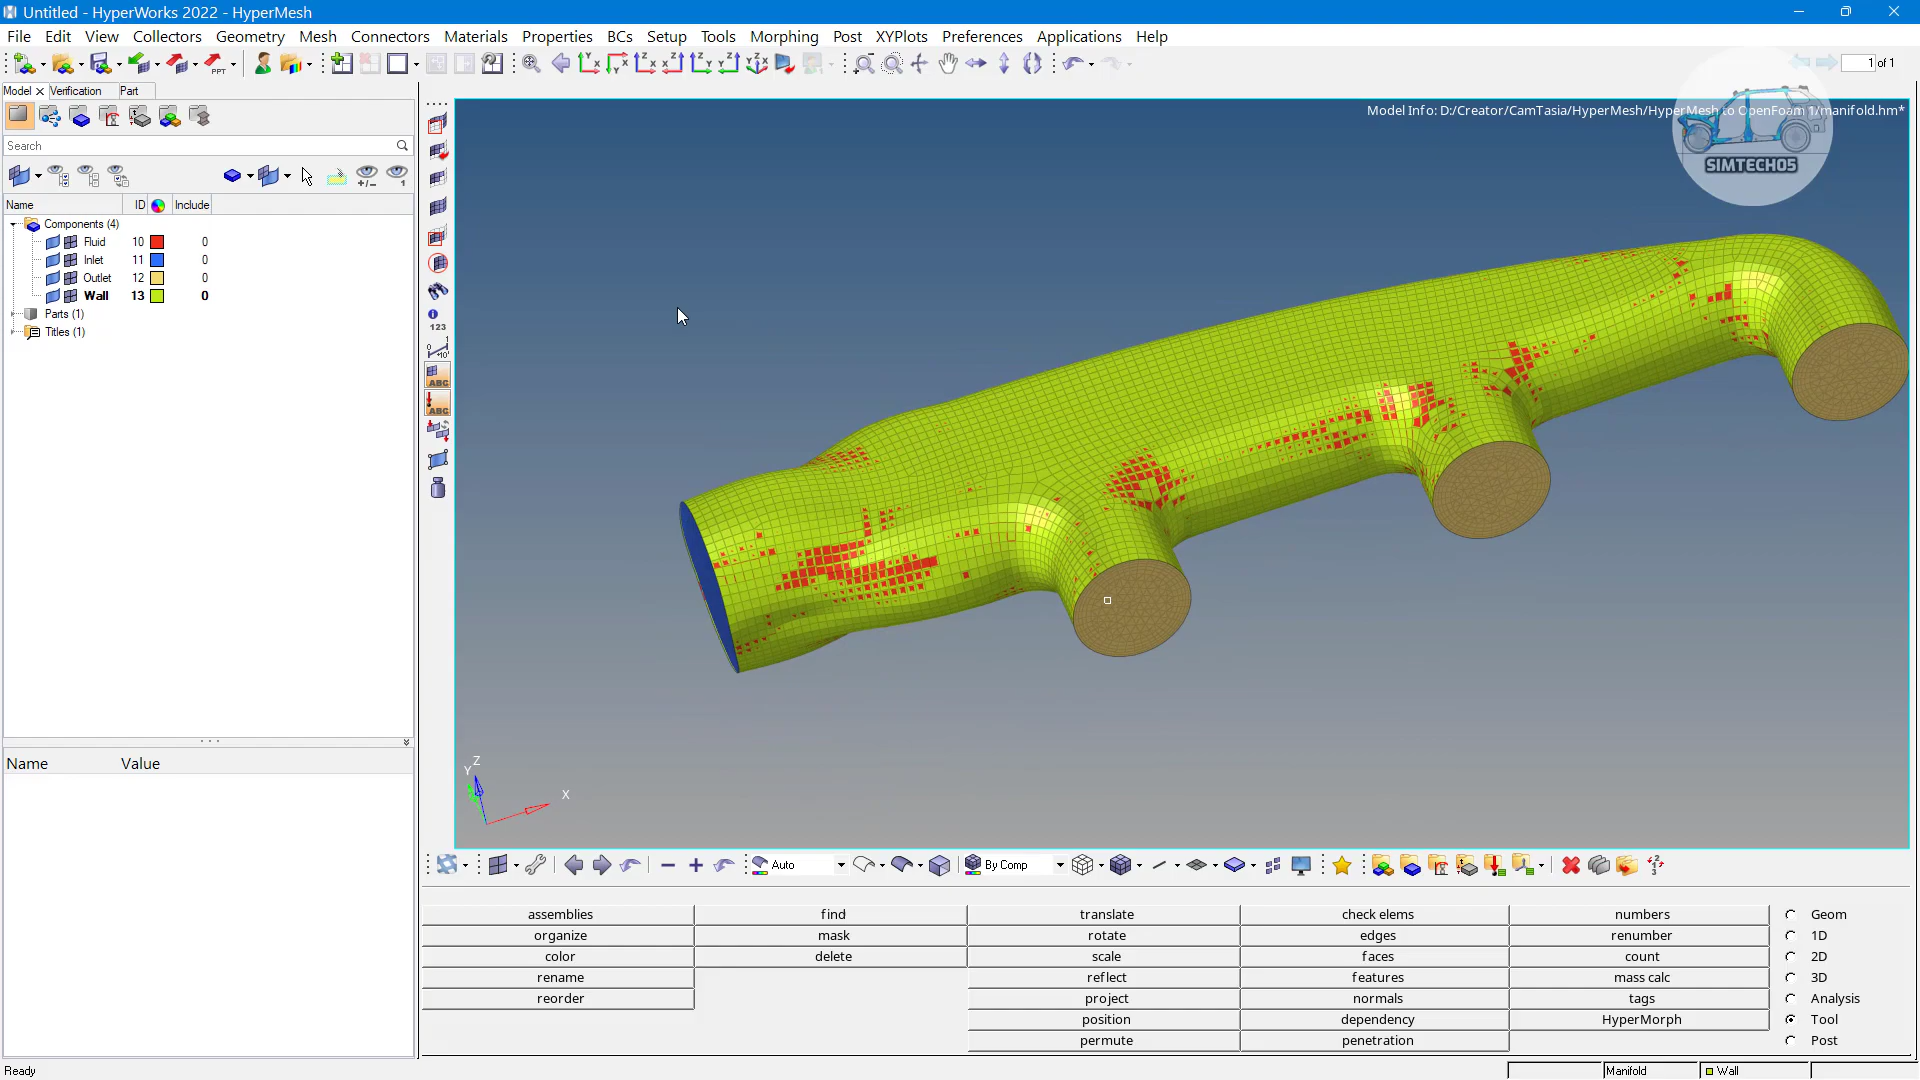 Untitled - HyperWorks 2022 - HyperMesh
File Edit View Collectors Geometry Mesh Connectors Materials Properties BCs Setup Tools Morphing Post XYPlots Preferences Applications Help
1 of 1
Model Verification Part
Search
Name ID Include
Components (4)
Fluid 10 0
Inlet 11 0
Outlet 12 0
Wall 13 0
Parts (1)
Titles (1)
Name Value
Model Info: D:/Creator/CamTasia/HyperMesh/HyperMesh to OpenFoam 1/manifold.hm*
SIMTECH05
123
ABC
ABC
Z
Y
X
Auto
By Comp
assemblies find translate check elems numbers Geom
organize mask rotate edges renumber 1D
color delete scale faces count 2D
rename reflect features mass calc 3D
reorder project normals tags Analysis
position dependency HyperMorph Tool
permute penetration Post
Ready Manifold Wall